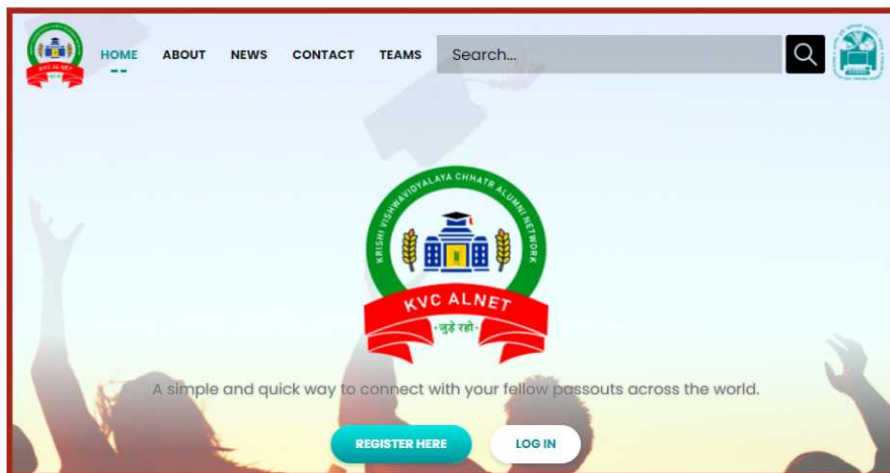 HOME ABOUT NEWS CONTACT TEAMS Search...
KRISHI VISHWAVIDYALAYA CHHATR ALUMNI NETWORK
KVC ALNET
·जुड़े रहो·
A simple and quick way to connect with your fellow passouts across the world.
REGISTER HERE LOG IN